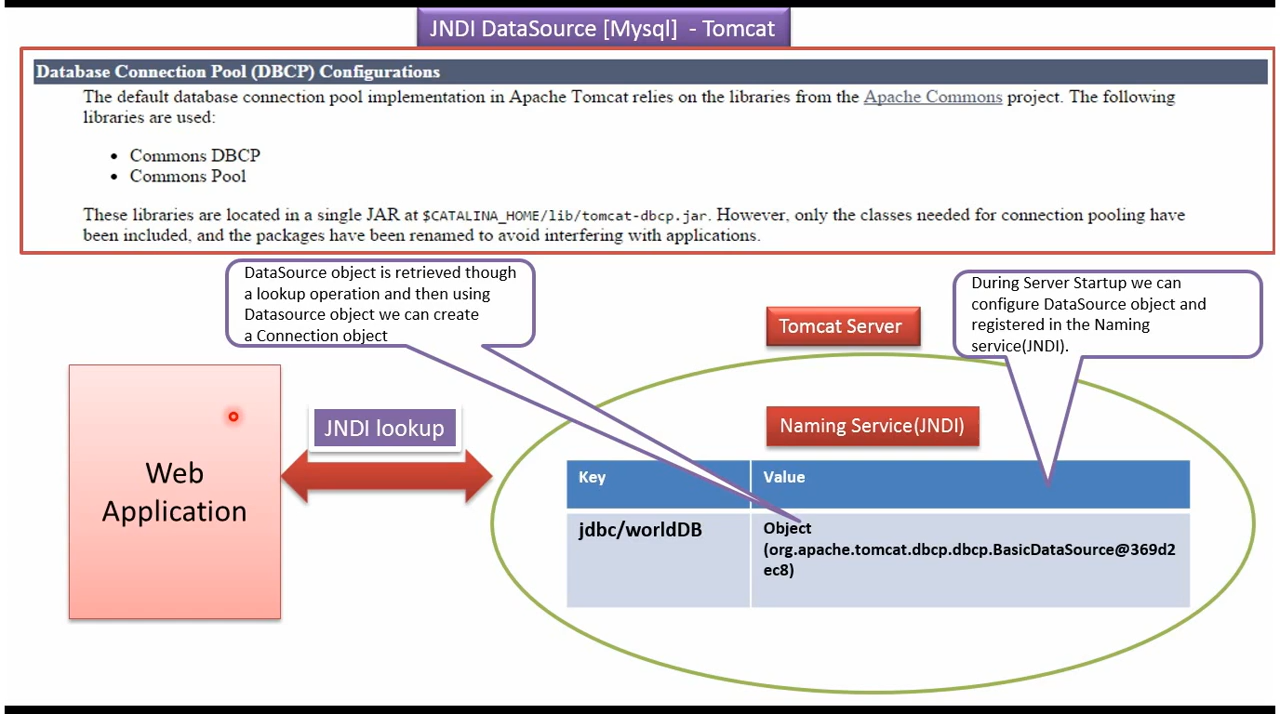 JNDI DataSource [Mysql]  - Tomcat
Database Connection Pool (DBCP) Configurations
The default database connection pool implementation in Apache Tomcat relies on the libraries from the Apache Commons project. The following
libraries are used:
• Commons DBCP
• Commons Pool
These libraries are located in a single JAR at $CATALINA_HOME/lib/tomcat-dbcp.jar. However, only the classes needed for connection pooling have
been included, and the packages have been renamed to avoid interfering with applications.
DataSource object is retrieved though
a lookup operation and then using
Datasource object we can create
a Connection object
During Server Startup we can
configure DataSource object and
registered in the Naming
service(JNDI).
Tomcat Server
Web
Application
JNDI lookup
Naming Service(JNDI)
Key Value
jdbc/worldDB
Object
(org.apache.tomcat.dbcp.dbcp.BasicDataSource@369d2
ec8)